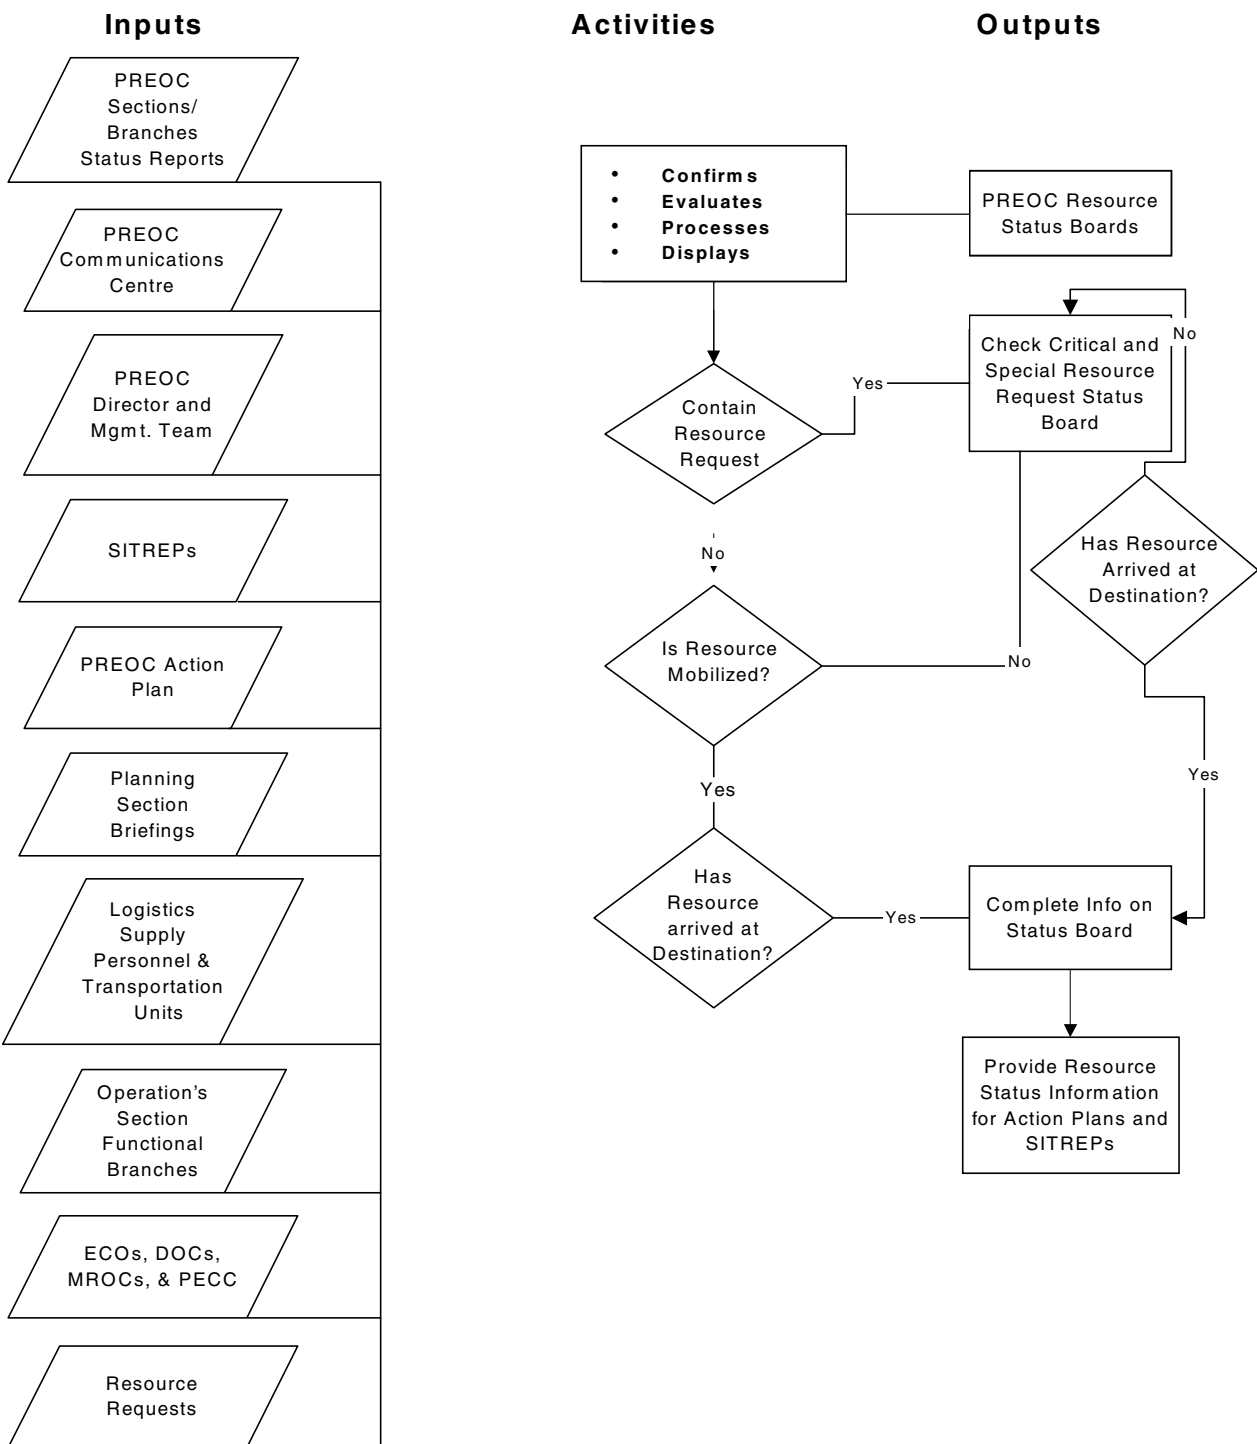 Inputs
Activities
Outputs
PREOC
Sections/
Branches
Status Reports
PREOC
Communications
Centre
PREOC
Director and
Mgmt. Team
SITREPs
PREOC Action
Plan
Planning
Section
Briefings
Logistics
Supply
Personnel &
Transportation
Units
Operation's
Section
Functional
Branches
ECOs, DOCs,
MROCs, & PECC
Resource
Requests
• Confirms
• Evaluates
• Processes
• Displays
Contain
Resource
Request
Yes
No
Is Resource
Mobilized?
No
Yes
Has
Resource
arrived at
Destination?
Yes
PREOC Resource
Status Boards
Check Critical and
Special Resource
Request Status
Board
No
Has Resource
Arrived at
Destination?
Yes
Complete Info on
Status Board
Provide Resource
Status Information
for Action Plans and
SITREPs